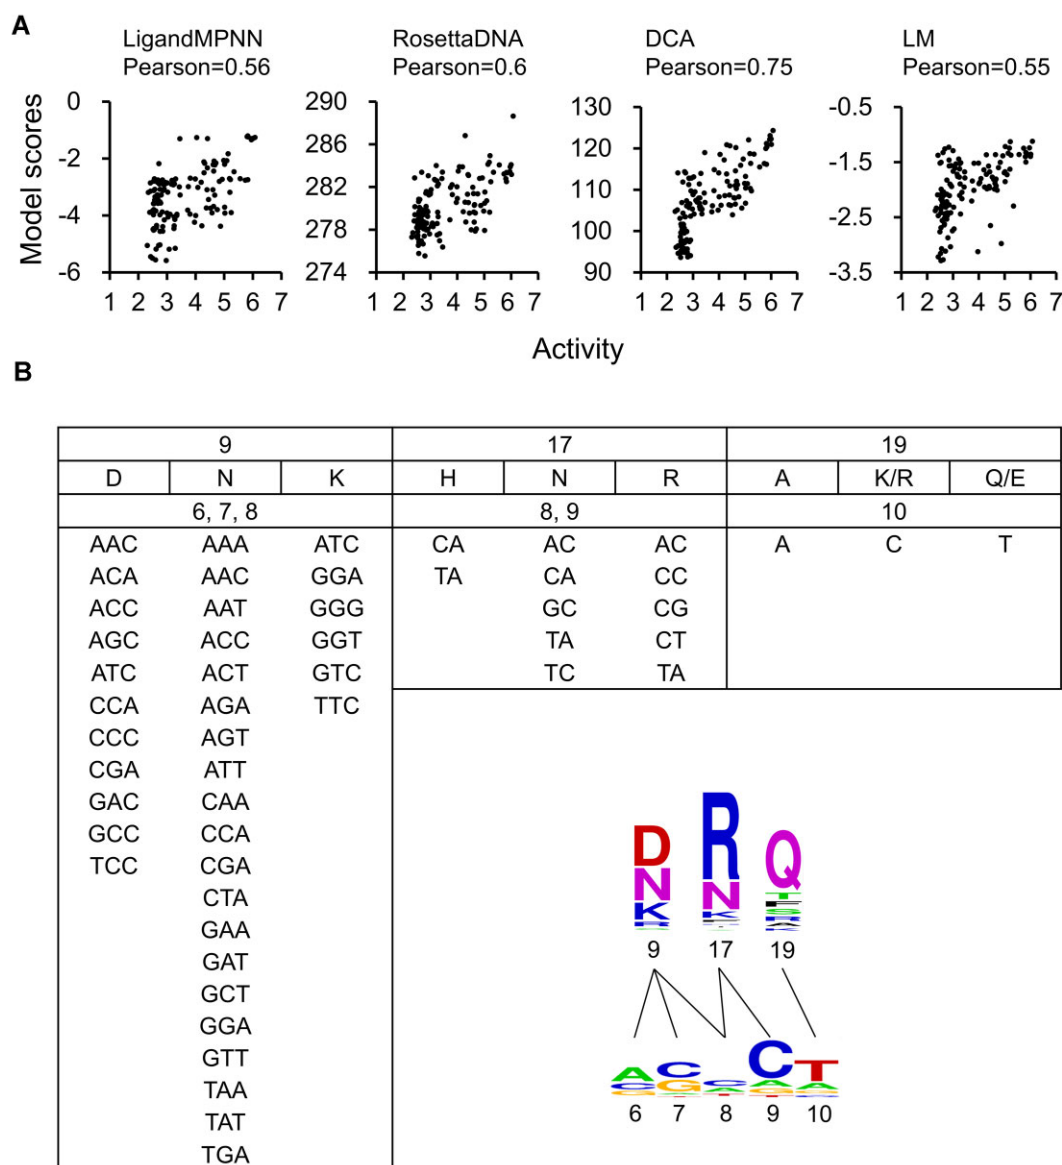 A
LigandMPNN RosettaDNA DCA LM
Pearson=0.56 Pearson=0.6 Pearson=0.75 Pearson=0.55
Model scores
0 -2 -4 -6
1 2 3 4 5 6 7
290 286 282 278 274
1 2 3 4 5 6 7
130 120 110 100 90
1 2 3 4 5 6 7
-0.5 -1.5 -2.5 -3.5
1 2 3 4 5 6 7
Activity
B
9 17 19
D N K H N R A K/R Q/E
6, 7, 8 8, 9 10
AAC AAA ATC CA AC AC A C T
ACA AAC GGA TA CA CC
ACC AAT GGG GC CG
AGC ACC GGT TA CT
ATC ACT GTC TC TA
CCA AGA TTC
CCC AGT
CGA ATT
GAC CAA
GCC CCA
TCC CGA
CTA
GAA
GAT
GCT
GGA
GTT
TAA
TAT
TGA
D R Q
N N
K
9 17 19
A C C C T
C G A A A
6 7 8 9 10